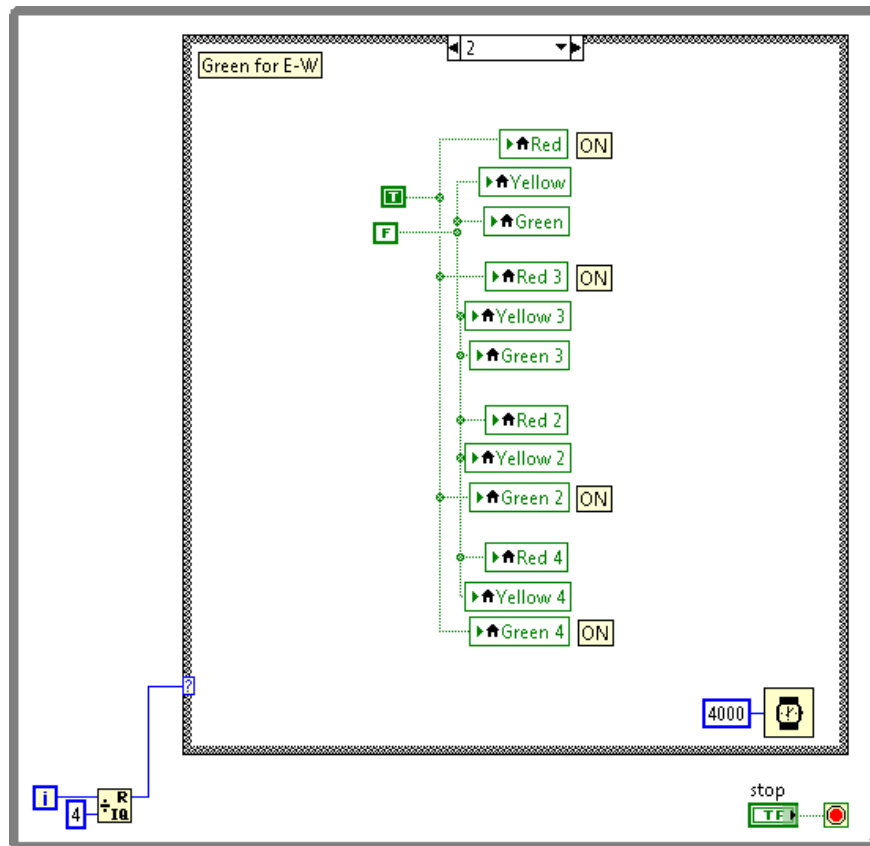 2
Green for E-W
Red ON
Yellow
T
Green
F
Red 3 ON
Yellow 3
Green 3
Red 2
Yellow 2
Green 2 ON
Red 4
Yellow 4
Green 4 ON
?
4000
i
4
÷ R
IQ
stop
TF